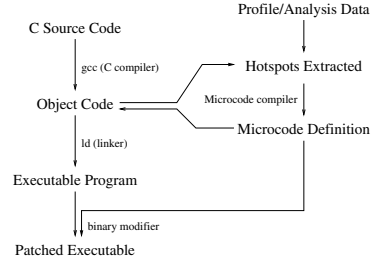 Profile/Analysis Data
C Source Code
gcc (C compiler)
Hotspots Extracted
Microcode compiler
Object Code
Microcode Definition
ld (linker)
Executable Program
binary modifier
Patched Executable